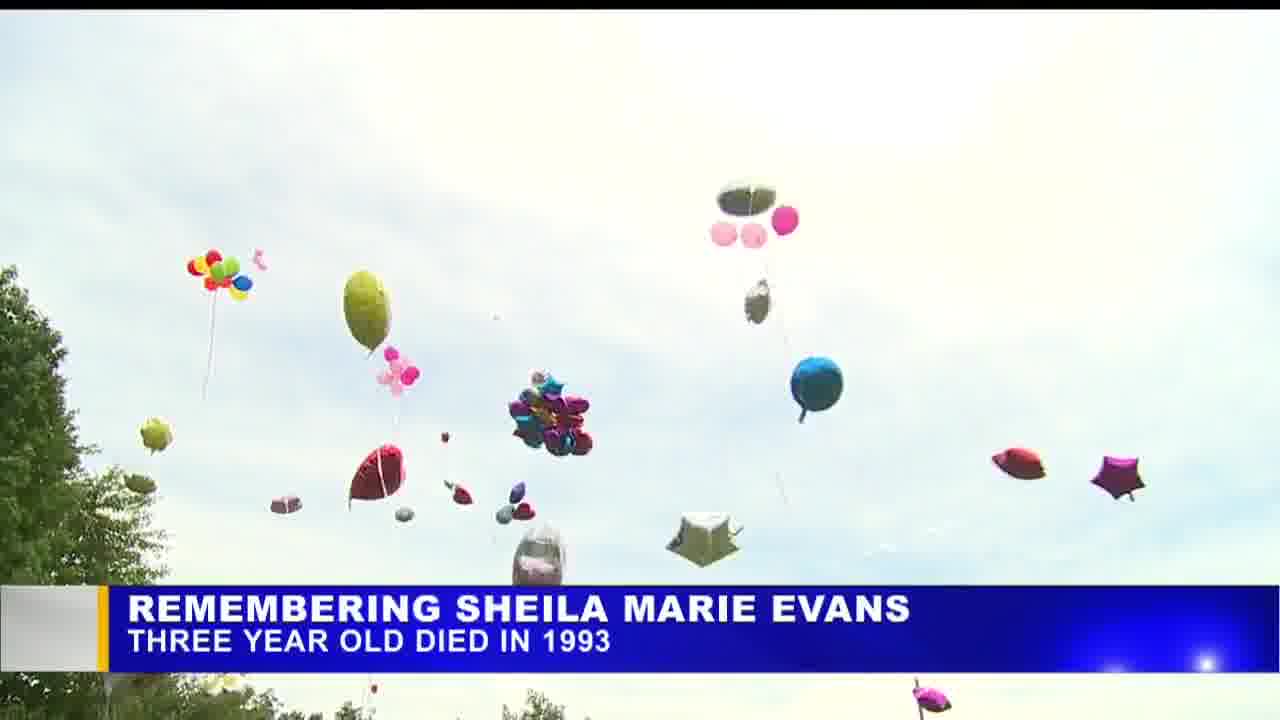 REMEMBERING SHEILA MARIE EVANS
THREE YEAR OLD DIED IN 1993